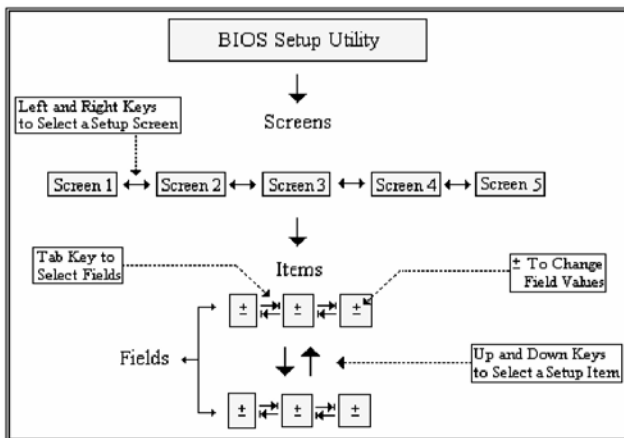 BIOS Setup Utility
Left and Right Keys
to Select a Setup Screen
Screens
Screen 1
Screen 2
Screen 3
Screen 4
Screen 5
Tab Key to
Select Fields
Items
± To Change
Field Values
± ± ±
Fields
Up and Down Keys
to Select a Setup Item
± ± ±